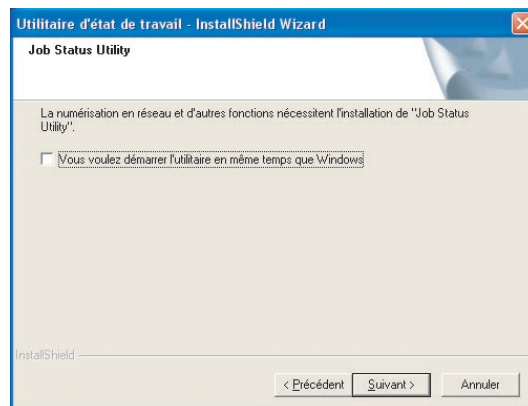 Utilitaire d'état de travail - InstallShield Wizard
Job Status Utility
La numérisation en réseau et d'autres fonctions nécessitent l'installation de "Job Status
Utility".
Vous voulez démarrer l'utilitaire en même temps que Windows
InstallShield
< Précédent Suivant > Annuler